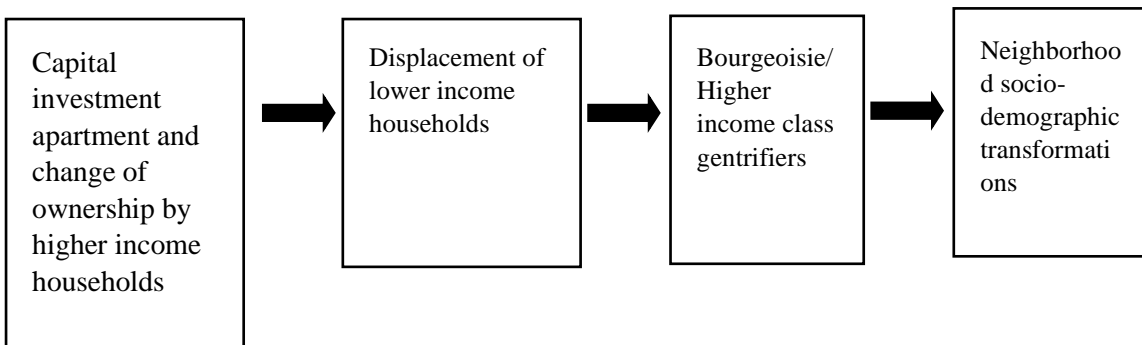 Capital
investment
apartment and
change of
ownership by
higher income
households
Displacement of
lower income
households
Bourgeoisie/
Higher
income class
gentrifiers
Neighborhoo
d socio-
demographic
transformati
ons